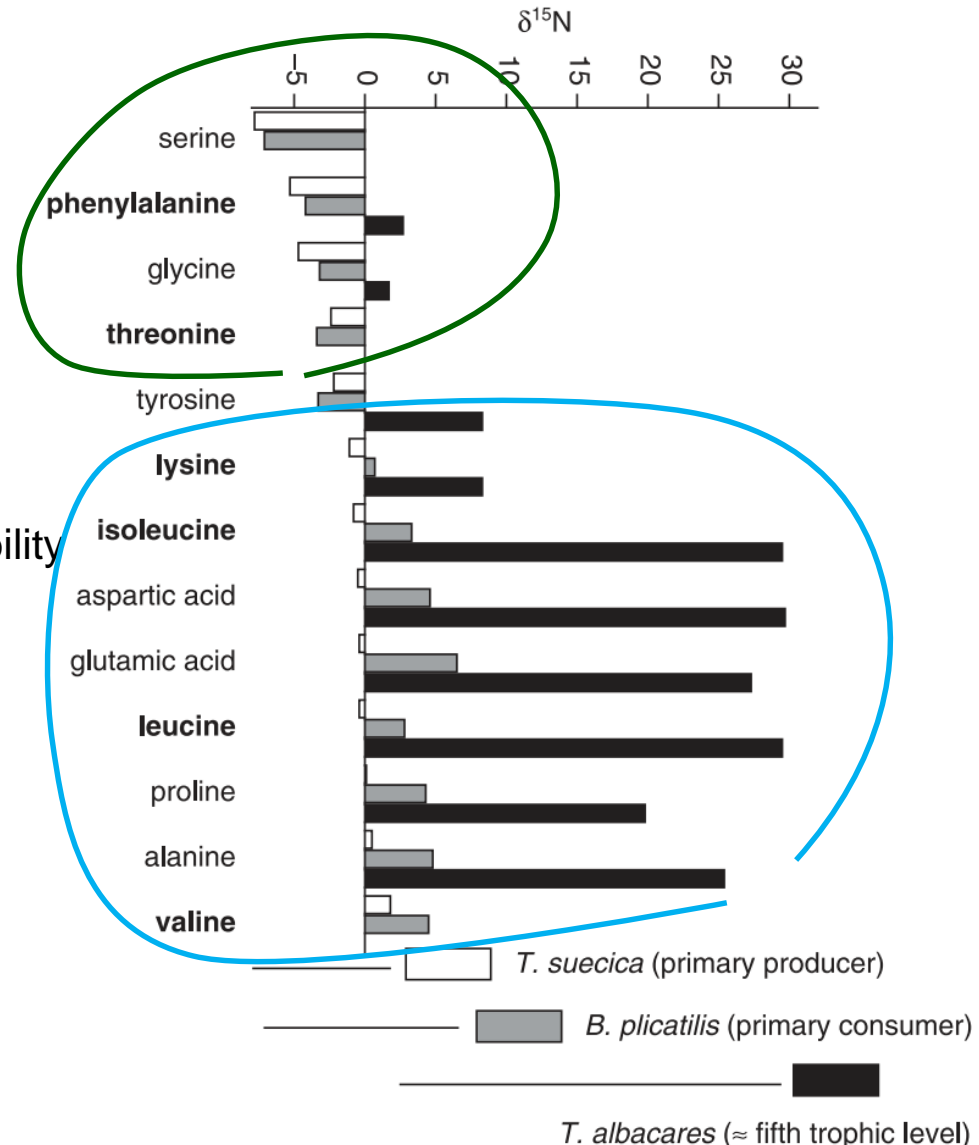 δ¹⁵N
−5 0 5 10 15 20 25 30
serine
phenylalanine
glycine
threonine
tyrosine
lysine
isoleucine
bility
aspartic acid
glutamic acid
leucine
proline
alanine
valine
T. suecica (primary producer)
B. plicatilis (primary consumer)
T. albacares (≈ fifth trophic level)